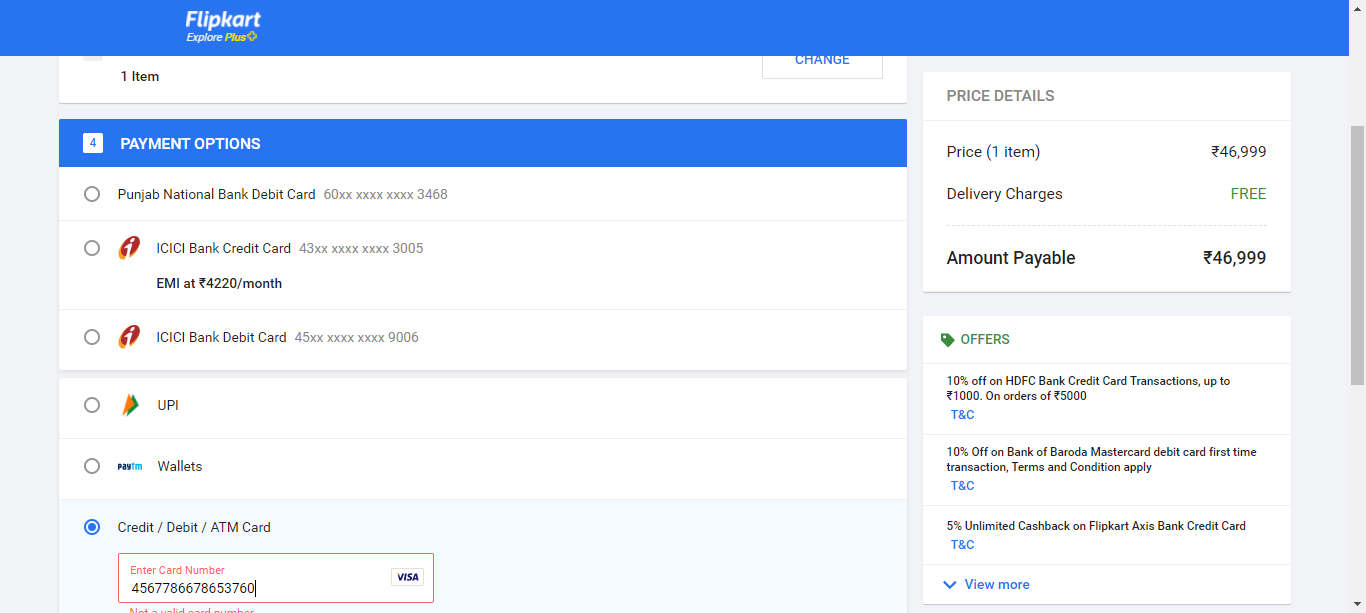 Flipkart
Explore Plus
1 Item
CHANGE
4 PAYMENT OPTIONS
Punjab National Bank Debit Card 60xx xxxx xxxx 3468
ICICI Bank Credit Card 43xx xxxx xxxx 3005
EMI at ₹4220/month
ICICI Bank Debit Card 45xx xxxx xxxx 9006
UPI
paytm Wallets
Credit / Debit / ATM Card
Enter Card Number
4567786678653760
VISA
Not a valid card number
PRICE DETAILS
Price (1 item) ₹46,999
Delivery Charges FREE
Amount Payable ₹46,999
OFFERS
10% off on HDFC Bank Credit Card Transactions, up to
₹1000. On orders of ₹5000
T&C
10% Off on Bank of Baroda Mastercard debit card first time
transaction, Terms and Condition apply
T&C
5% Unlimited Cashback on Flipkart Axis Bank Credit Card
T&C
View more